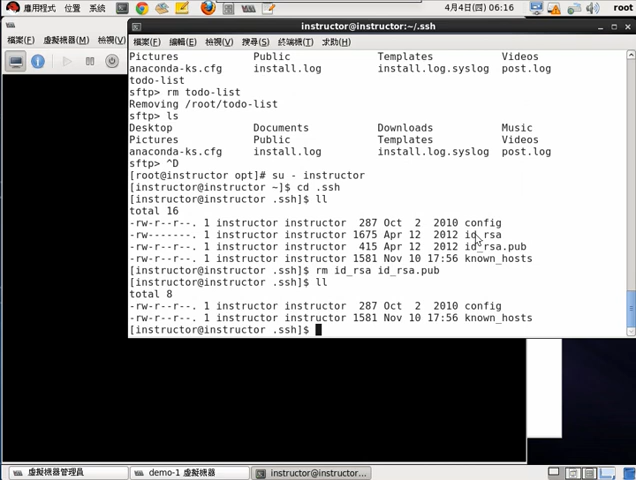 應用程式 位置 系統 4月4日(四) 06:16 root
instructor@instructor:~/.ssh
檔案(F) 虛擬機器(M) 檢視(V)
檔案(F) 編輯(E) 檢視(V) 搜尋(S) 終端機(T) 求助(H)
Pictures Public Templates Videos
anaconda-ks.cfg install.log install.log.syslog post.log
todo-list
sftp> rm todo-list
Removing /root/todo-list
sftp> ls
Desktop Documents Downloads Music
Pictures Public Templates Videos
anaconda-ks.cfg install.log install.log.syslog post.log
sftp> ^D
[root@instructor opt]# su - instructor
[instructor@instructor ~]$ cd .ssh
[instructor@instructor .ssh]$ ll
total 16
-rw-r--r--. 1 instructor instructor 287 Oct 2 2010 config
-rw-------. 1 instructor instructor 1675 Apr 12 2012 id_rsa
-rw-r--r--. 1 instructor instructor 415 Apr 12 2012 id_rsa.pub
-rw-r--r--. 1 instructor instructor 1581 Nov 10 17:56 known_hosts
[instructor@instructor .ssh]$ rm id_rsa id_rsa.pub
[instructor@instructor .ssh]$ ll
total 8
-rw-r--r--. 1 instructor instructor 287 Oct 2 2010 config
-rw-r--r--. 1 instructor instructor 1581 Nov 10 17:56 known_hosts
[instructor@instructor .ssh]$
虛擬機器管理員 demo-1 虛擬機器 instructor@instructor...